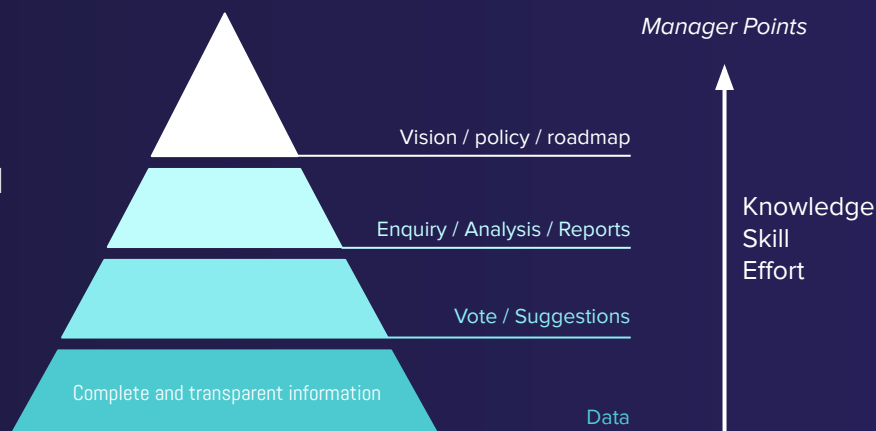 Manager Points
Vision / policy / roadmap
Enquiry / Analysis / Reports
Knowledge
Skill
Effort
Vote / Suggestions
Complete and transparent information
Data